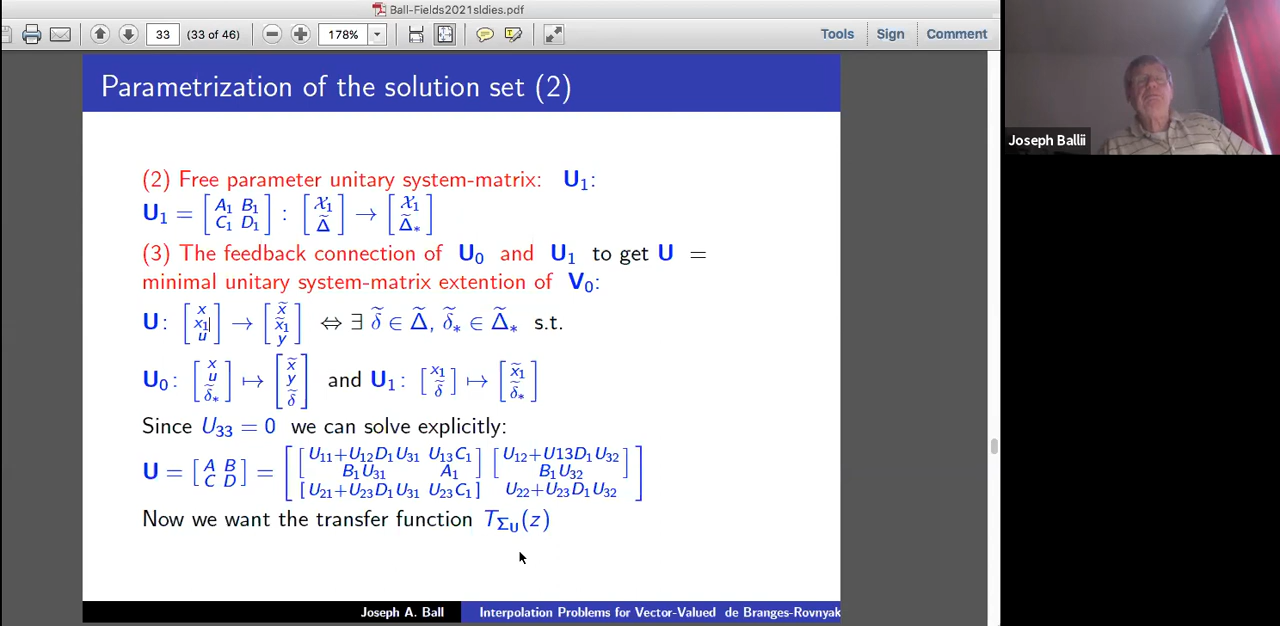 Ball-Fields2021sldies.pdf
33 (33 of 46) 178% Tools Sign Comment
Parametrization of the solution set (2)
Joseph Ballii
(2) Free parameter unitary system-matrix: U₁:
U₁ = [A₁ B₁; C₁ D₁] : [𝒳₁; Δ̃] → [𝒳₁; Δ̃_*]
(3) The feedback connection of U₀ and U₁ to get U =
minimal unitary system-matrix extention of V₀:
U: [x; x₁; u] → [x̃; x̃₁; y] ⇔ ∃ δ̃ ∈ Δ̃, δ̃_* ∈ Δ̃_* s.t.
U₀: [x; u; δ̃_*] ↦ [x̃; y; δ̃] and U₁: [x₁; δ̃] ↦ [x̃₁; δ̃_*]
Since U₃₃ = 0 we can solve explicitly:
U = [A B; C D] = [[U₁₁+U₁₂D₁U₃₁ U₁₃C₁; B₁U₃₁ A₁] [U₁₂+U13D₁U₃₂; B₁U₃₂]; [U₂₁+U₂₃D₁U₃₁ U₂₃C₁] U₂₂+U₂₃D₁U₃₂]
Now we want the transfer function T_{Σ_U}(z)
Joseph A. Ball Interpolation Problems for Vector-Valued de Branges-Rovnyak